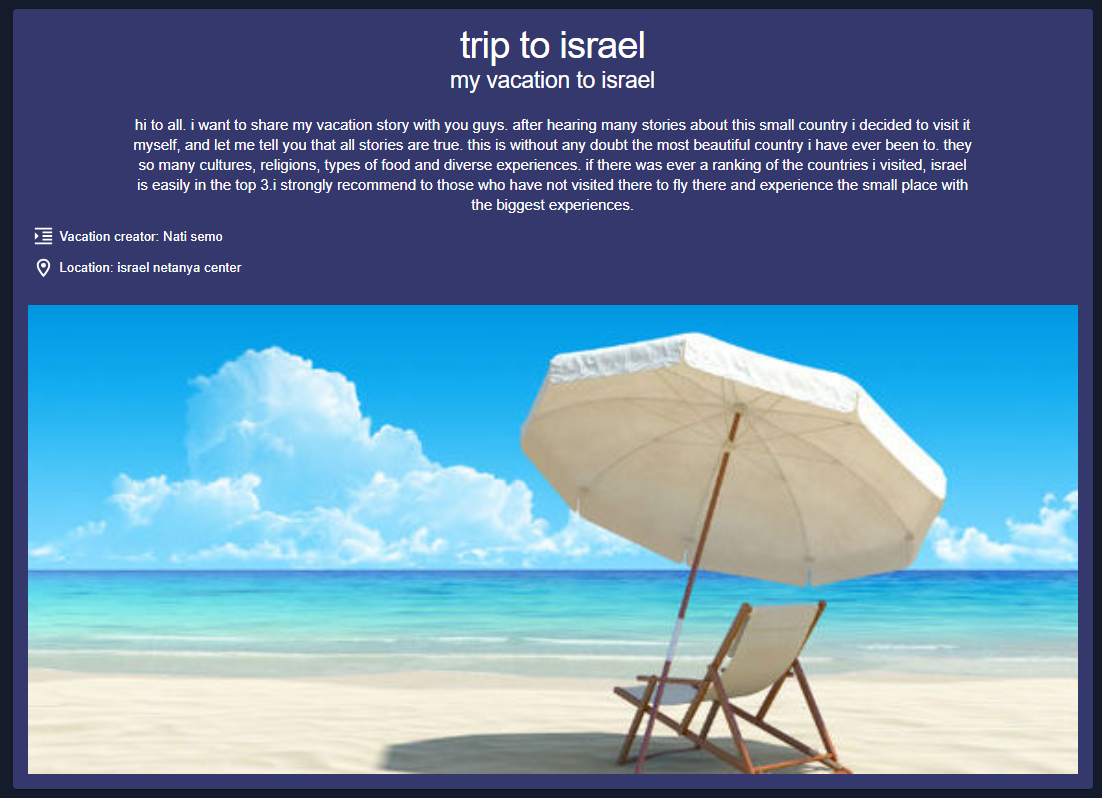 trip to israel
my vacation to israel
hi to all. i want to share my vacation story with you guys. after hearing many stories about this small country i decided to visit it
myself, and let me tell you that all stories are true. this is without any doubt the most beautiful country i have ever been to. they
so many cultures, religions, types of food and diverse experiences. if there was ever a ranking of the countries i visited, israel
is easily in the top 3.i strongly recommend to those who have not visited there to fly there and experience the small place with
the biggest experiences.
Vacation creator: Nati semo
Location: israel netanya center